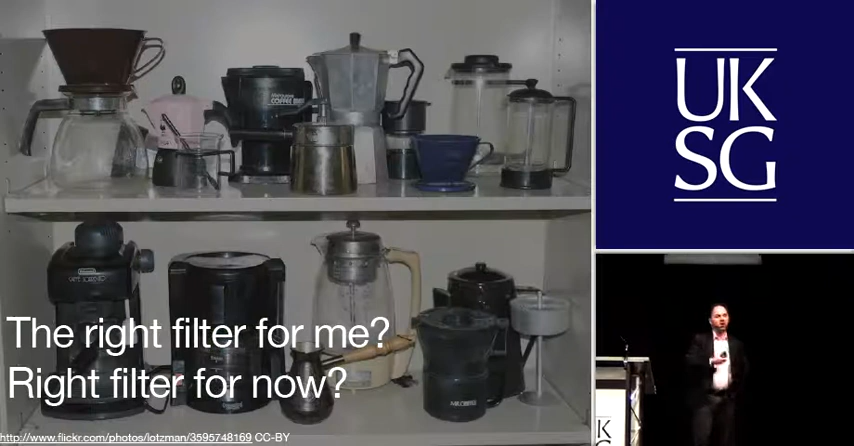 The right filter for me?
Right filter for now?
http://www.flickr.com/photos/lotzman/3595748169 CC-BY
UK
SG